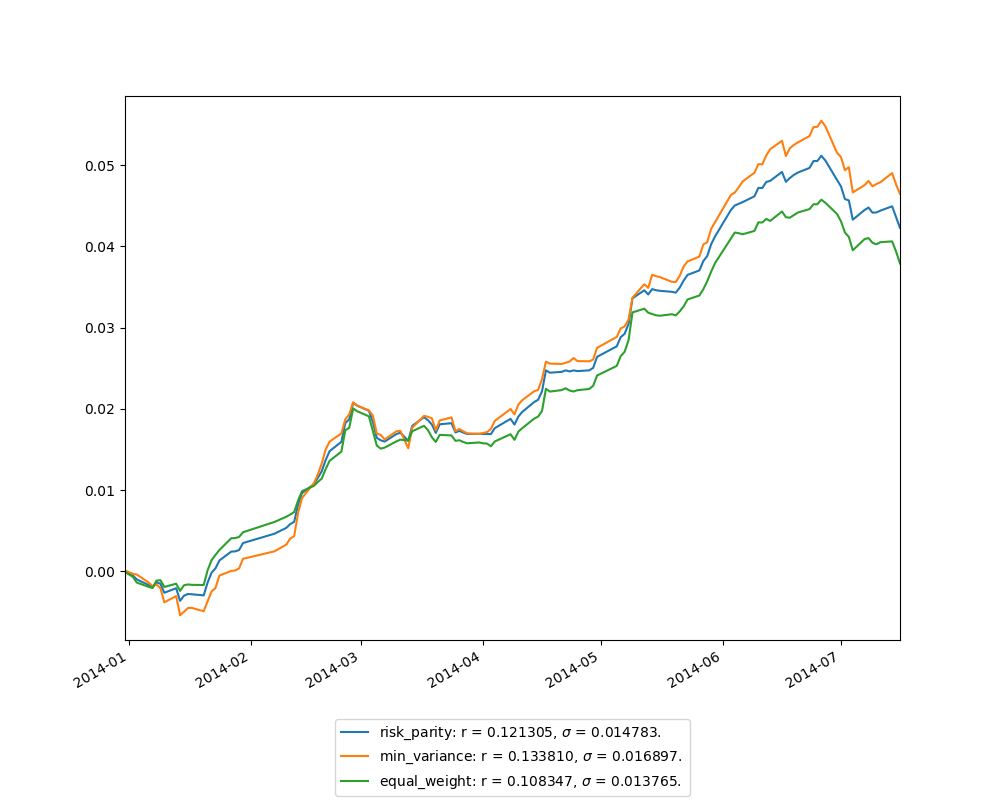 0.05
0.04
0.03
0.02
0.01
0.00
2014-01 2014-02 2014-03 2014-04 2014-05 2014-06 2014-07
risk_parity: r = 0.121305, σ = 0.014783.
min_variance: r = 0.133810, σ = 0.016897.
equal_weight: r = 0.108347, σ = 0.013765.